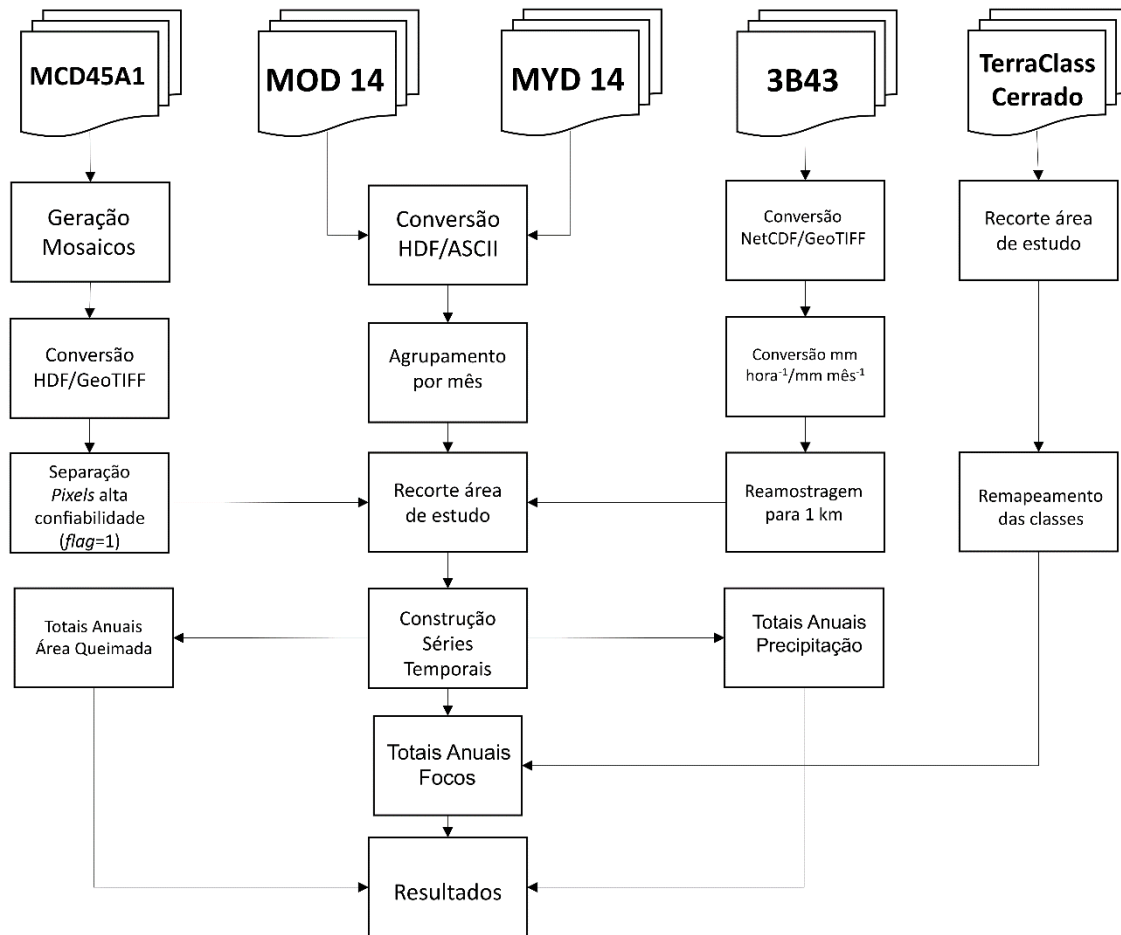 MCD45A1
MOD 14
MYD 14
3B43
TerraClass
Cerrado
Geração
Mosaicos
Conversão
HDF/ASCII
Conversão
NetCDF/GeoTIFF
Recorte área
de estudo
Conversão
HDF/GeoTIFF
Agrupamento
por mês
Conversão mm
hora⁻¹/mm mês⁻¹
Separação
Pixels alta
confiabilidade
(flag=1)
Recorte área
de estudo
Reamostragem
para 1 km
Remapeamento
das classes
Totais Anuais
Área Queimada
Construção
Séries
Temporais
Totais Anuais
Precipitação
Totais Anuais
Focos
Resultados